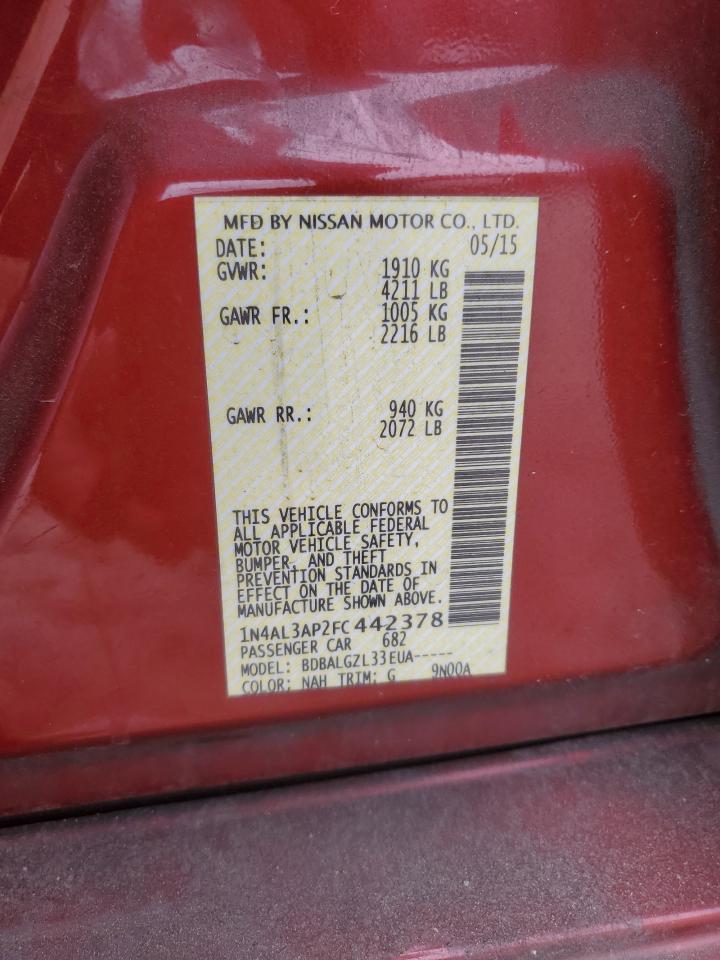 MFD BY NISSAN MOTOR CO., LTD.
DATE: 05/15
GVWR: 1910 KG
4211 LB
GAWR FR.: 1005 KG
2216 LB
GAWR RR.: 940 KG
2072 LB
THIS VEHICLE CONFORMS TO
ALL APPLICABLE FEDERAL
MOTOR VEHICLE SAFETY,
BUMPER, AND THEFT
PREVENTION STANDARDS IN
EFFECT ON THE DATE OF
MANUFACTURE SHOWN ABOVE.
1N4AL3AP2FC442378
PASSENGER CAR 682
MODEL: BDBALGZL33EUA-----
COLOR: NAH TRIM: G 9N00A